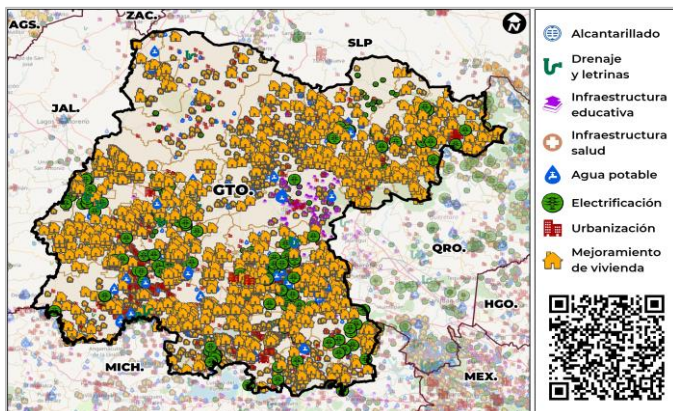 AGS.
ZAC.
SLP
JAL.
GTO.
QRO.
HGO.
MICH.
MEX.
N
Alcantarillado
Drenaje
y letrinas
Infraestructura
educativa
Infraestructura
salud
Agua potable
Electrificación
Urbanización
Mejoramiento
de vivienda